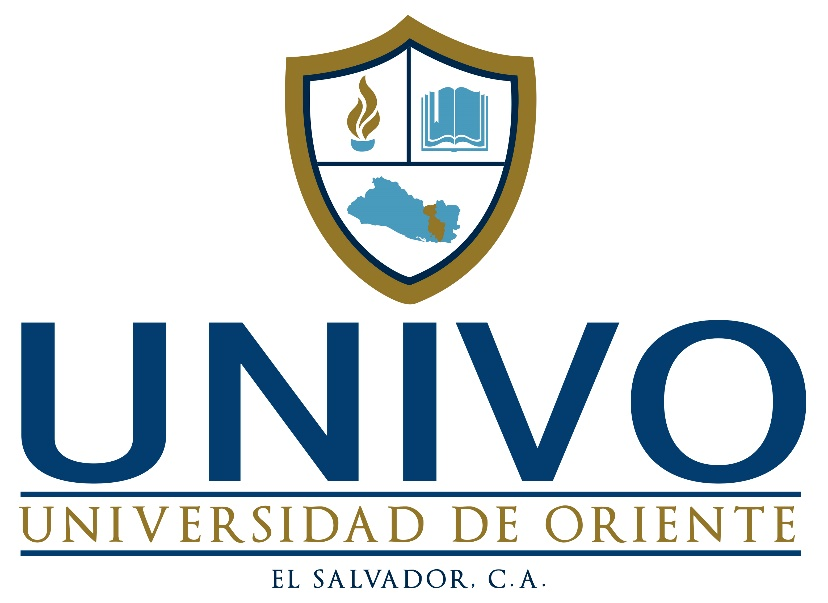 UNIVO
UNIVERSIDAD DE ORIENTE
EL SALVADOR, C.A.